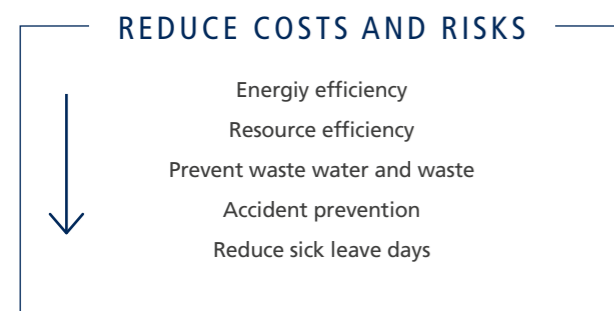 REDUCE COSTS AND RISKS
Energiy efficiency
Resource efficiency
Prevent waste water and waste
Accident prevention
Reduce sick leave days